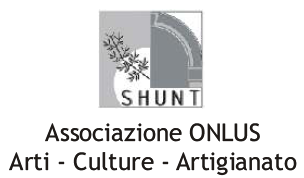 SHUNT
Associazione ONLUS
Arti - Culture - Artigianato